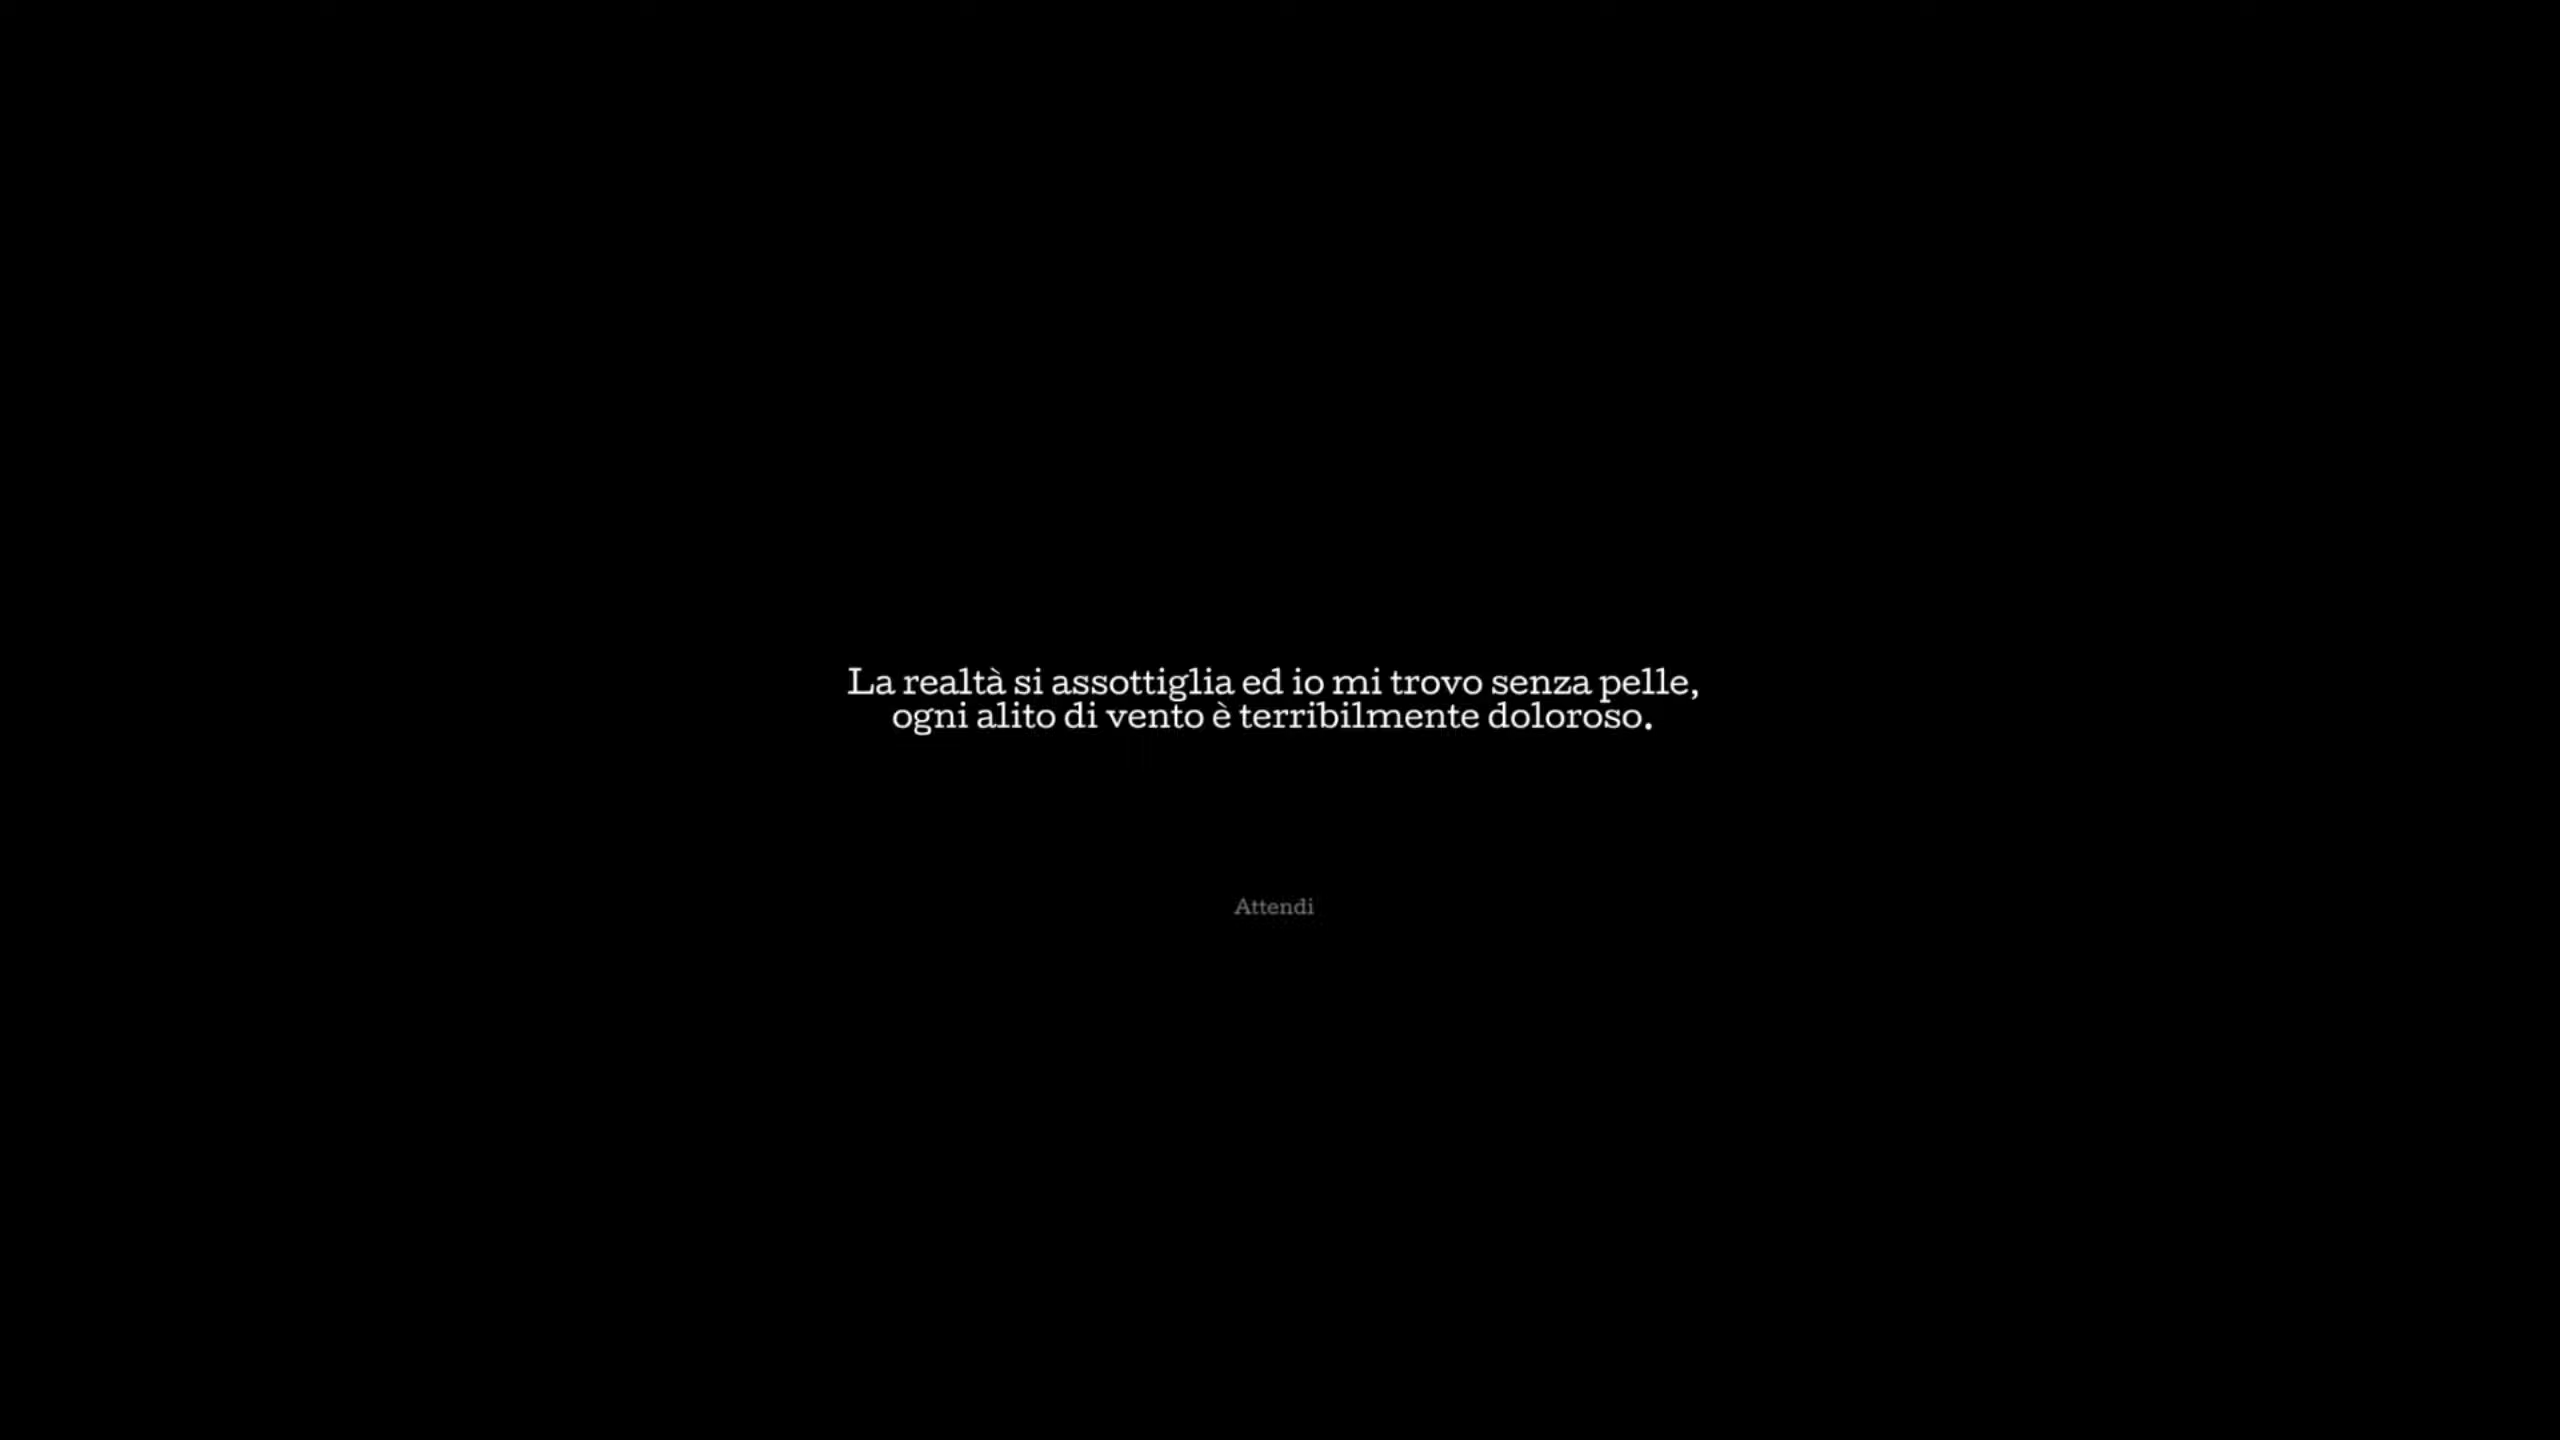 La realtà si assottiglia ed io mi trovo senza pelle,
ogni alito di vento è terribilmente doloroso.
Attendi